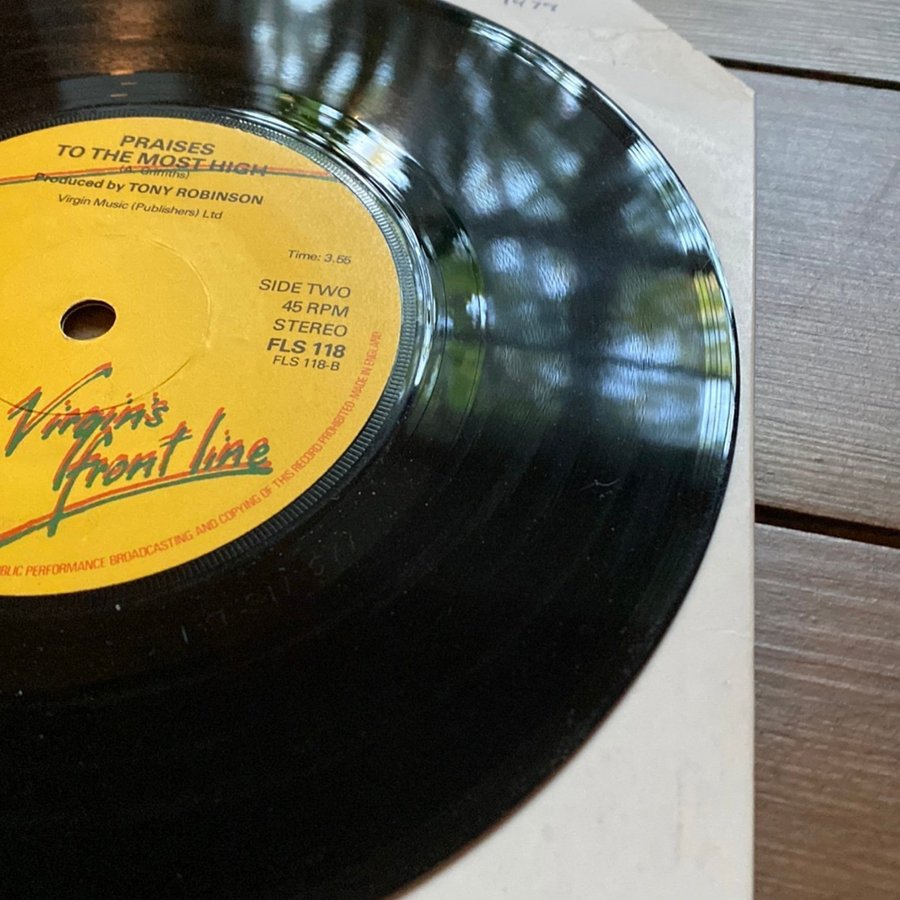 1979
PRAISES
TO THE MOST HIGH
(A. Griffiths)
Produced by TONY ROBINSON
Virgin Music (Publishers) Ltd
Time: 3.55
SIDE TWO
45 RPM
STEREO
FLS 118
FLS 118-B
Virgin's
front line
PERFORMANCE BROADCASTING AND COPYING OF THIS RECORD PROHIBITED-MADE IN ENGLAND